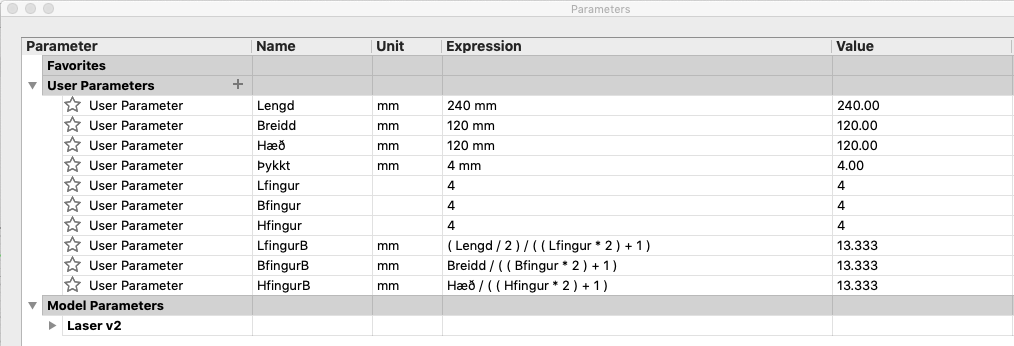 Parameters
Parameter Name Unit Expression Value
Favorites
User Parameters +
User Parameter Lengd mm 240 mm 240.00
User Parameter Breidd mm 120 mm 120.00
User Parameter Hæð mm 120 mm 120.00
User Parameter Þykkt mm 4 mm 4.00
User Parameter Lfingur 4 4
User Parameter Bfingur 4 4
User Parameter Hfingur 4 4
User Parameter LfingurB mm ( Lengd / 2 ) / ( ( Lfingur * 2 ) + 1 ) 13.333
User Parameter BfingurB mm Breidd / ( ( Bfingur * 2 ) + 1 ) 13.333
User Parameter HfingurB mm Hæð / ( ( Hfingur * 2 ) + 1 ) 13.333
Model Parameters
Laser v2